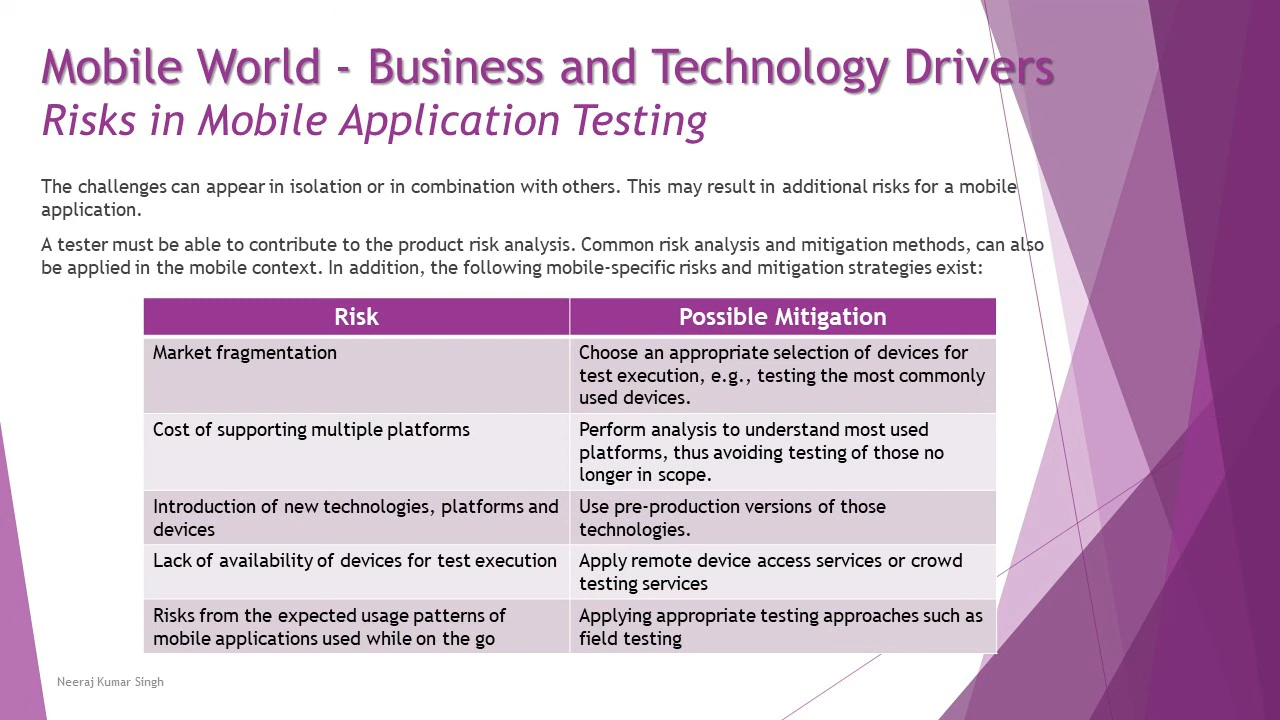 Mobile World - Business and Technology Drivers
Risks in Mobile Application Testing
The challenges can appear in isolation or in combination with others. This may result in additional risks for a mobile
application.
A tester must be able to contribute to the product risk analysis. Common risk analysis and mitigation methods, can also
be applied in the mobile context. In addition, the following mobile-specific risks and mitigation strategies exist:
Risk
Possible Mitigation
Market fragmentation
Choose an appropriate selection of devices for
test execution, e.g., testing the most commonly
used devices.
Cost of supporting multiple platforms
Perform analysis to understand most used
platforms, thus avoiding testing of those no
longer in scope.
Introduction of new technologies, platforms and
devices
Use pre-production versions of those
technologies.
Lack of availability of devices for test execution
Apply remote device access services or crowd
testing services
Risks from the expected usage patterns of
mobile applications used while on the go
Applying appropriate testing approaches such as
field testing
Neeraj Kumar Singh